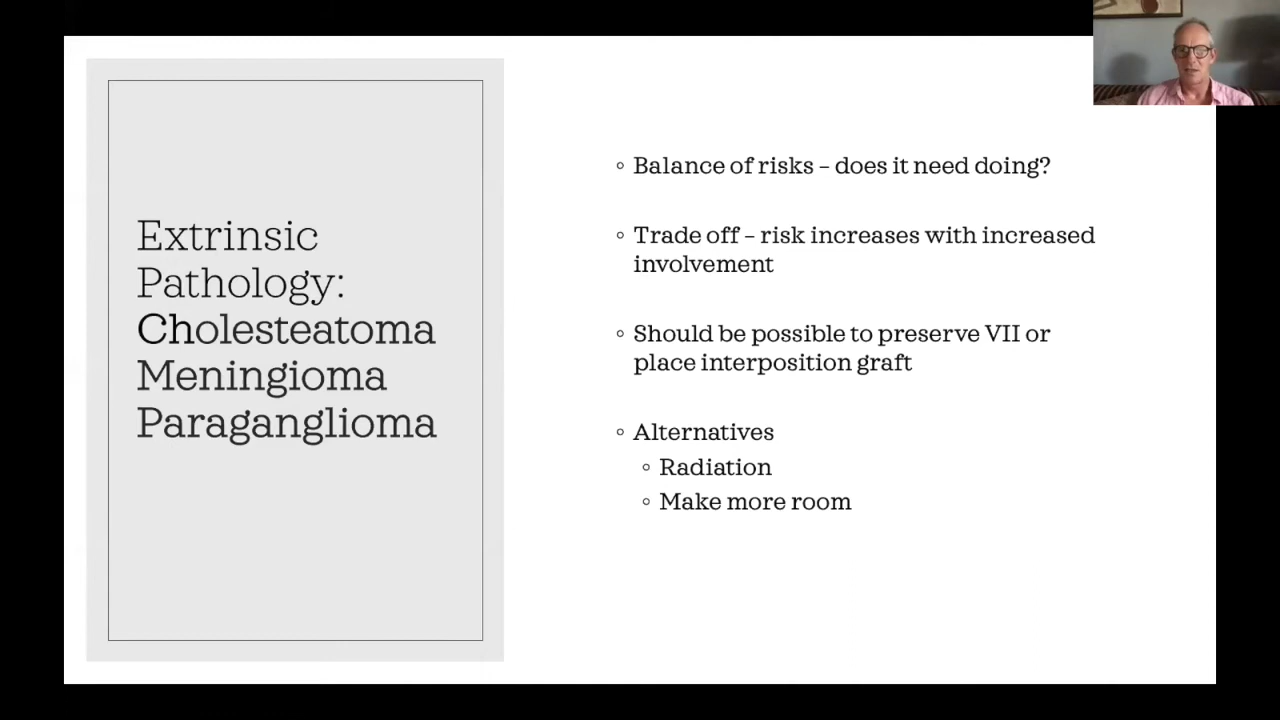 Extrinsic
Pathology:
Cholesteatoma
Meningioma
Paraganglioma
◦ Balance of risks – does it need doing?
◦ Trade off – risk increases with increased
involvement
◦ Should be possible to preserve VII or
place interposition graft
◦ Alternatives
◦ Radiation
◦ Make more room